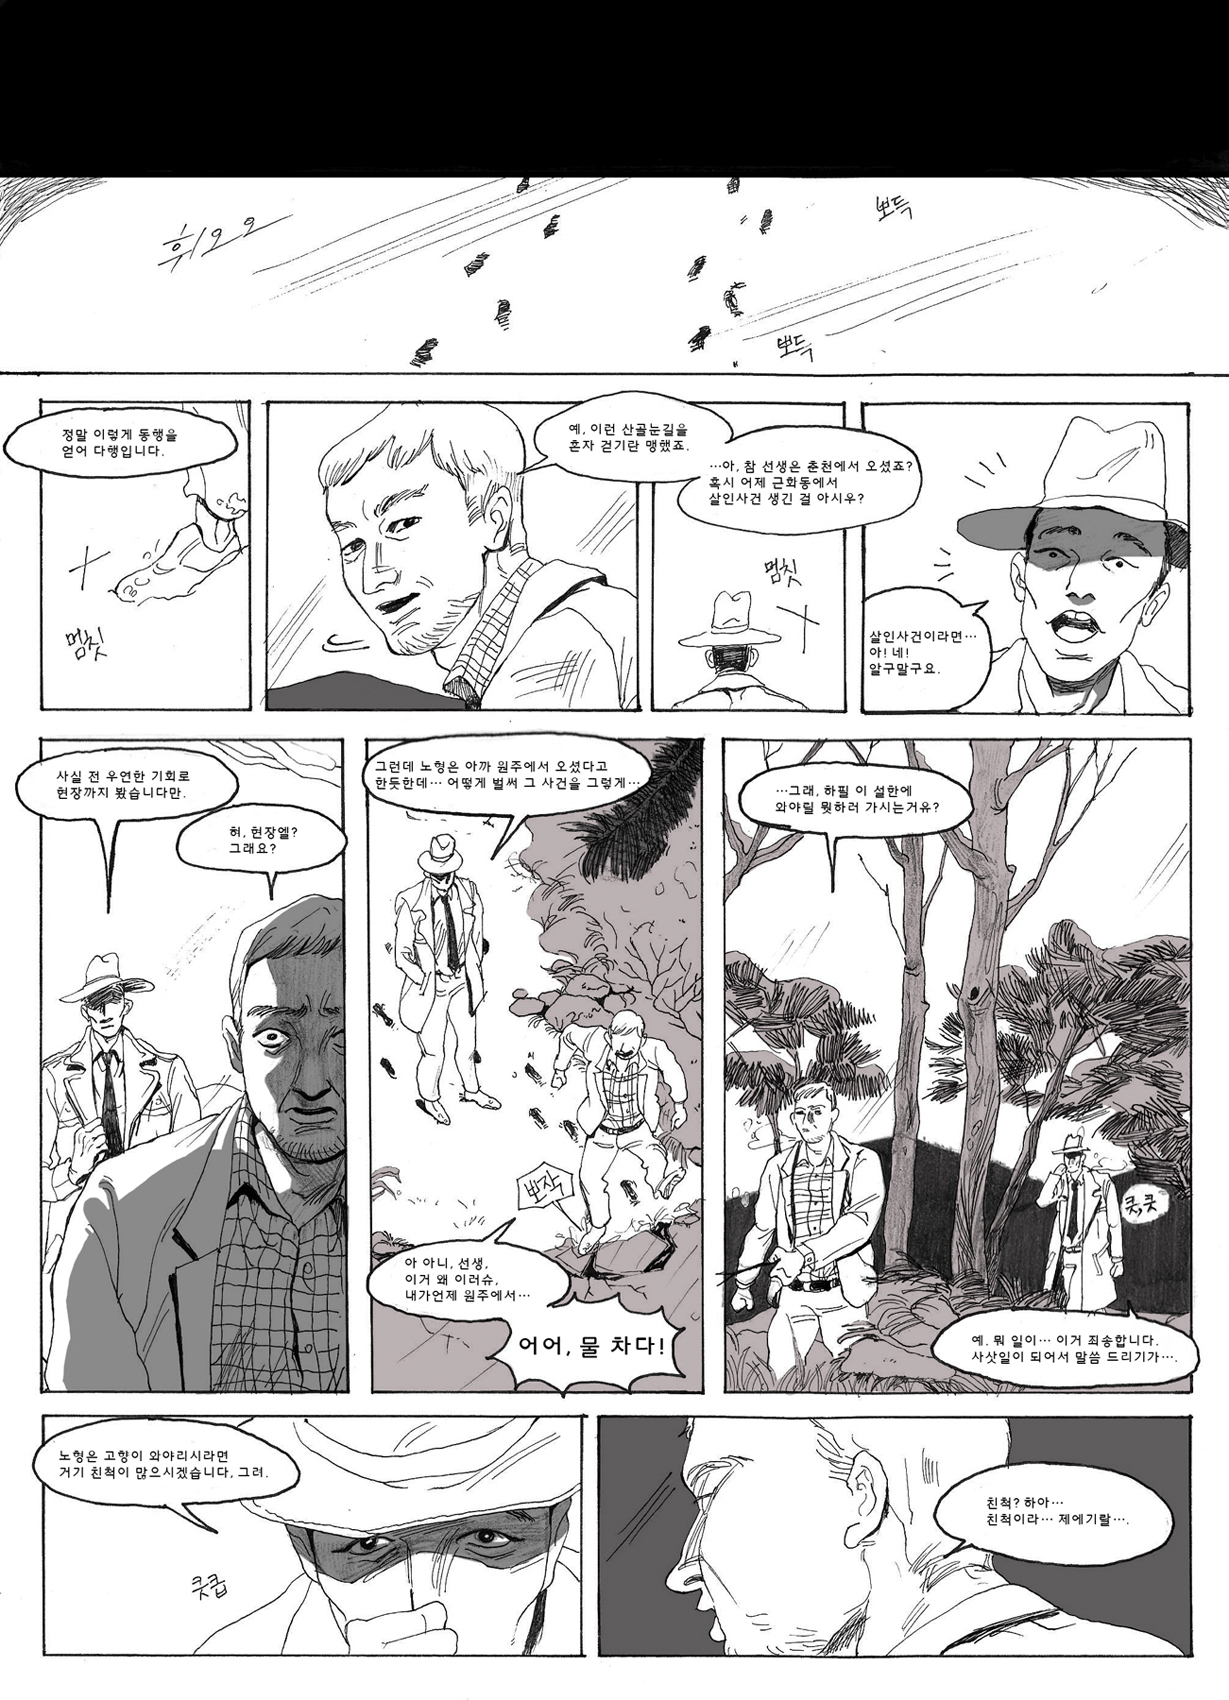 휘이오오
뽀득
뽀득
정말 이렇게 동행을
얻어 다행입니다.
멈칫
예, 이런 산골눈길을
혼자 걷기란 맹했죠.
…아, 참 선생은 춘천에서 오셨죠?
혹시 어제 근화동에서
살인사건 생긴 걸 아시우?
멈칫
살인사건이라면…
아! 네!
알구말구요.
사실 전 우연한 기회로
현장까지 봤습니다만.
혀, 현장엘?
그래요?
그런데 노형은 아까 원주에서 오셨다고
한듯한데… 어떻게 벌써 그 사건을 그렇게…
뽀작
아 아니, 선생,
이거 왜 이러슈,
내가언제 원주에서…
어어, 물 차다!
…그래, 하필 이 설한에
와야릴 뭣하러 가시는거유?
큿,쿳
예. 뭐 일이… 이거 죄송합니다.
사삿일이 되어서 말씀 드리기가….
노형은 고향이 와야리시라면
거기 친척이 많으시겠습니다, 그려.
쿳쿱
친척? 하아…
친척이라… 제에기랄….